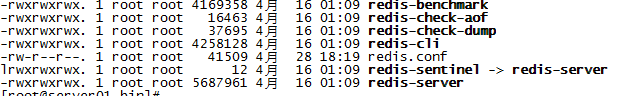 -rwxrwxrwx. 1 root root 4169358 4月 16 01:09 redis-benchmark
-rwxrwxrwx. 1 root root 16463 4月 16 01:09 redis-check-aof
-rwxrwxrwx. 1 root root 37695 4月 16 01:09 redis-check-dump
-rwxrwxrwx. 1 root root 4258128 4月 16 01:09 redis-cli
-rw-r--r--. 1 root root 41509 4月 28 18:19 redis.conf
lrwxrwxrwx. 1 root root 12 4月 16 01:09 redis-sentinel -> redis-server
-rwxrwxrwx. 1 root root 5687961 4月 16 01:09 redis-server
[root@server01 bin]#